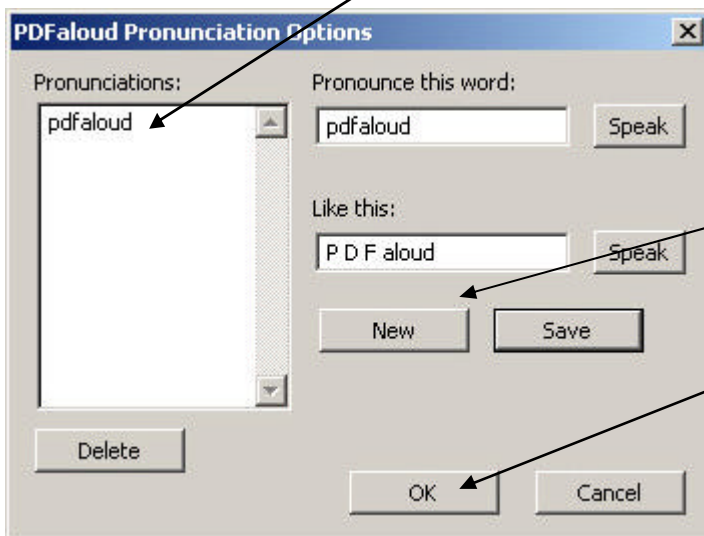 PDFaloud Pronunciation Options
Pronunciations:
pdfaloud
Delete
Pronounce this word:
pdfaloud
Speak
Like this:
P D F aloud
Speak
New
Save
OK
Cancel